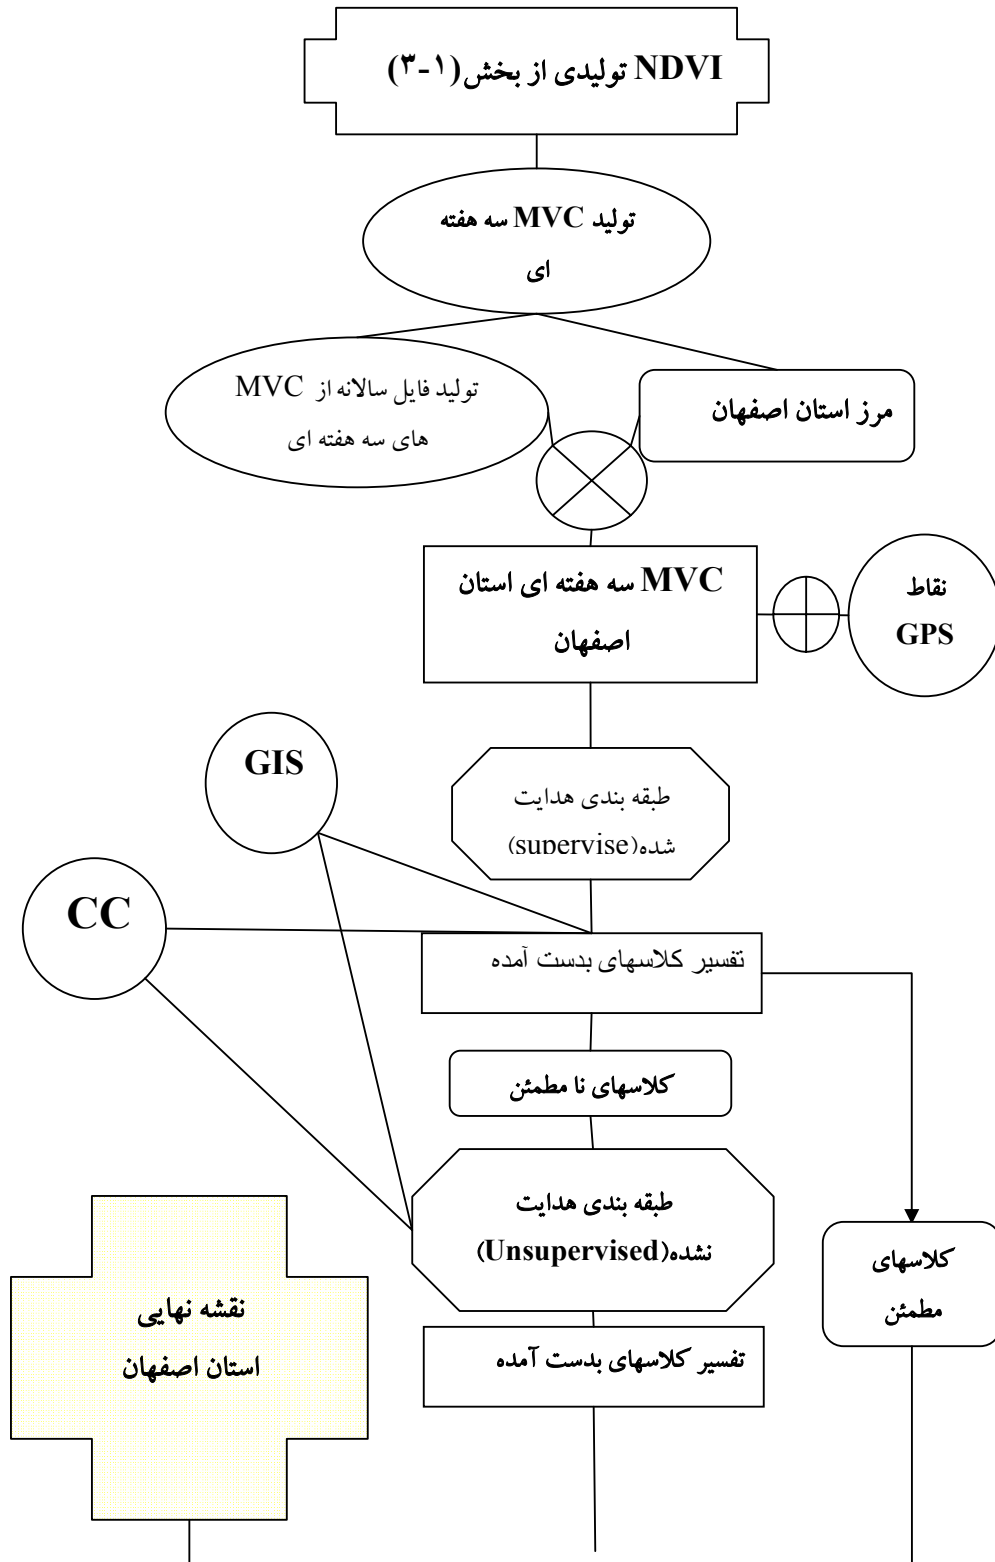 NDVI تولیدی از بخش(۱-۳)
تولید MVC سه هفته
ای
تولید فایل سالانه از MVC
های سه هفته ای
مرز استان اصفهان
MVC سه هفته ای استان
اصفهان
نقاط
GPS
GIS
طبقه بندی هدایت
شده(supervise)
CC
تفسیر کلاسهای بدست آمده
کلاسهای نا مطمئن
طبقه بندی هدایت
نشده(Unsupervised)
کلاسهای
مطمئن
نقشه نهایی
استان اصفهان
تفسیر کلاسهای بدست آمده